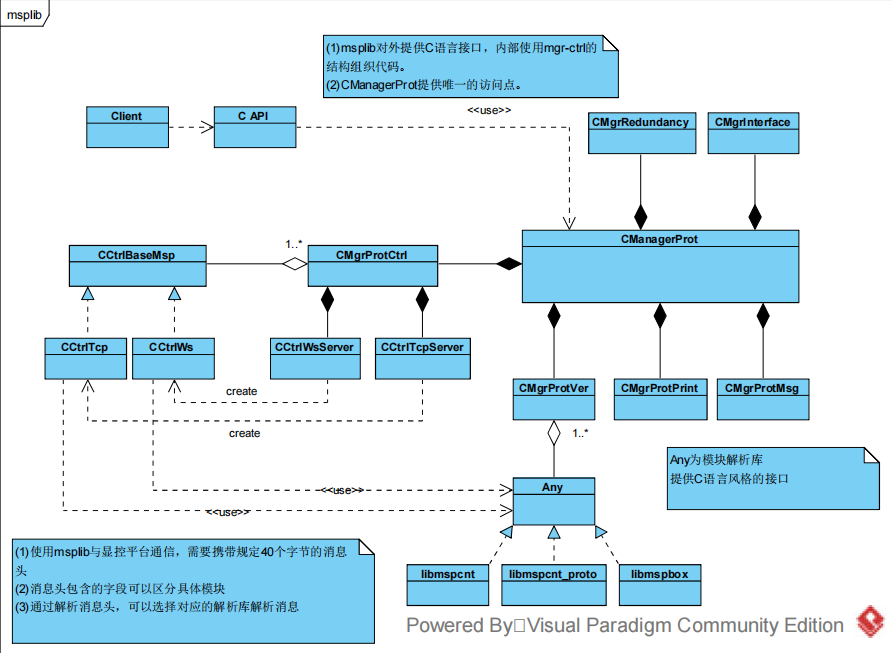 msplib
(1)msplib对外提供C语言接口，内部使用mgr-ctrl的
结构组织代码。
(2)CManagerProt提供唯一的访问点。
<<use>>
Client
C API
CMgrRedundancy
CMgrInterface
CManagerProt
1..*
CCtrlBaseMsp
CMgrProtCtrl
CCtrlTcp
CCtrlWs
CCtrlWsServer
CCtrlTcpServer
create
create
CMgrProtVer
CMgrProtPrint
CMgrProtMsg
1..*
Any为模块解析库
提供C语言风格的接口
Any
<<use>>
<<use>>
(1)使用msplib与显控平台通信，需要携带规定40个字节的消息
头
(2)消息头包含的字段可以区分具体模块
(3)通过解析消息头，可以选择对应的解析库解析消息
libmspcnt
libmspcnt_proto
libmspbox
Powered By Visual Paradigm Community Edition